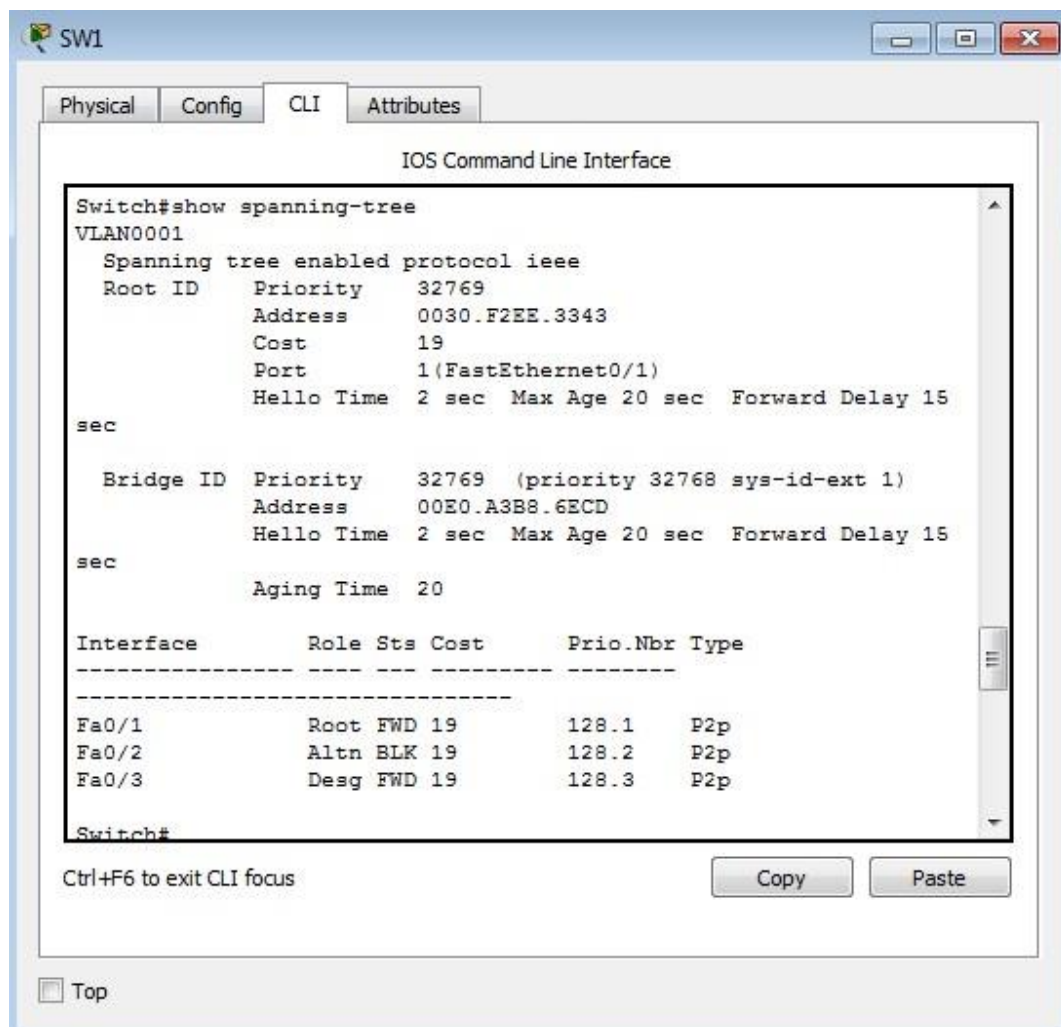 SW1
Physical Config CLI Attributes
IOS Command Line Interface
Switch#show spanning-tree
VLAN0001
  Spanning tree enabled protocol ieee
  Root ID    Priority    32769
             Address     0030.F2EE.3343
             Cost        19
             Port        1(FastEthernet0/1)
             Hello Time  2 sec  Max Age 20 sec  Forward Delay 15
sec
  Bridge ID  Priority    32769  (priority 32768 sys-id-ext 1)
             Address     00E0.A3B8.6ECD
             Hello Time  2 sec  Max Age 20 sec  Forward Delay 15
sec
             Aging Time  20
Interface        Role Sts Cost      Prio.Nbr Type
---------------- ---- --- --------- --------
--------------------------------
Fa0/1            Root FWD 19        128.1    P2p
Fa0/2            Altn BLK 19        128.2    P2p
Fa0/3            Desg FWD 19        128.3    P2p
Switch#
Ctrl+F6 to exit CLI focus Copy Paste
Top